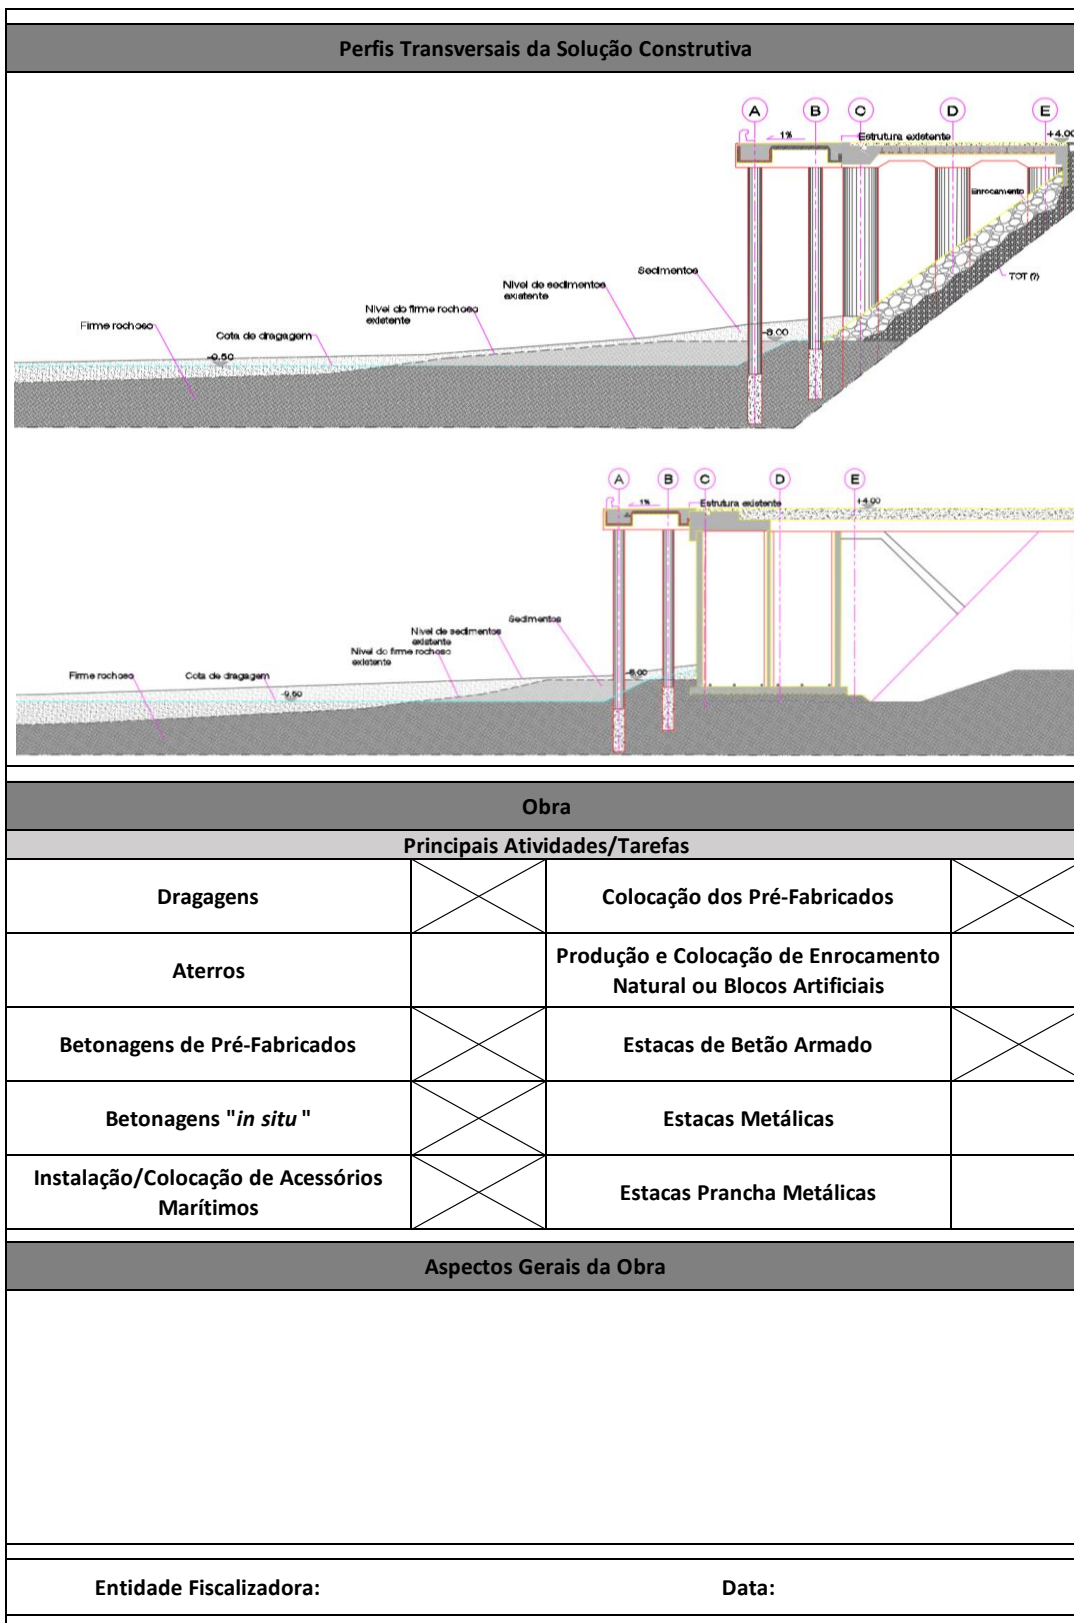 Perfis Transversais da Solução Construtiva
A B C D E
1%
Estrutura existente
+4.00
Enrocamento
Sedimentos
TOT (?)
Nivel de sedimentos
existente
Nivel do firme rochoso
existente
Firme rochoso
Cota de dragagem
-8.00
-9.50
A B C D E
1%
Estrutura existente
+4.00
Sedimentos
Nivel de sedimentos
existente
Nivel do firme rochoso
existente
Firme rochoso
Cota de dragagem
-8.00
-9.50
Obra
Principais Atividades/Tarefas
Dragagens
Colocação dos Pré-Fabricados
Aterros
Produção e Colocação de Enrocamento
Natural ou Blocos Artificiais
Betonagens de Pré-Fabricados
Estacas de Betão Armado
Betonagens "in situ "
Estacas Metálicas
Instalação/Colocação de Acessórios
Marítimos
Estacas Prancha Metálicas
Aspectos Gerais da Obra
Entidade Fiscalizadora:
Data: